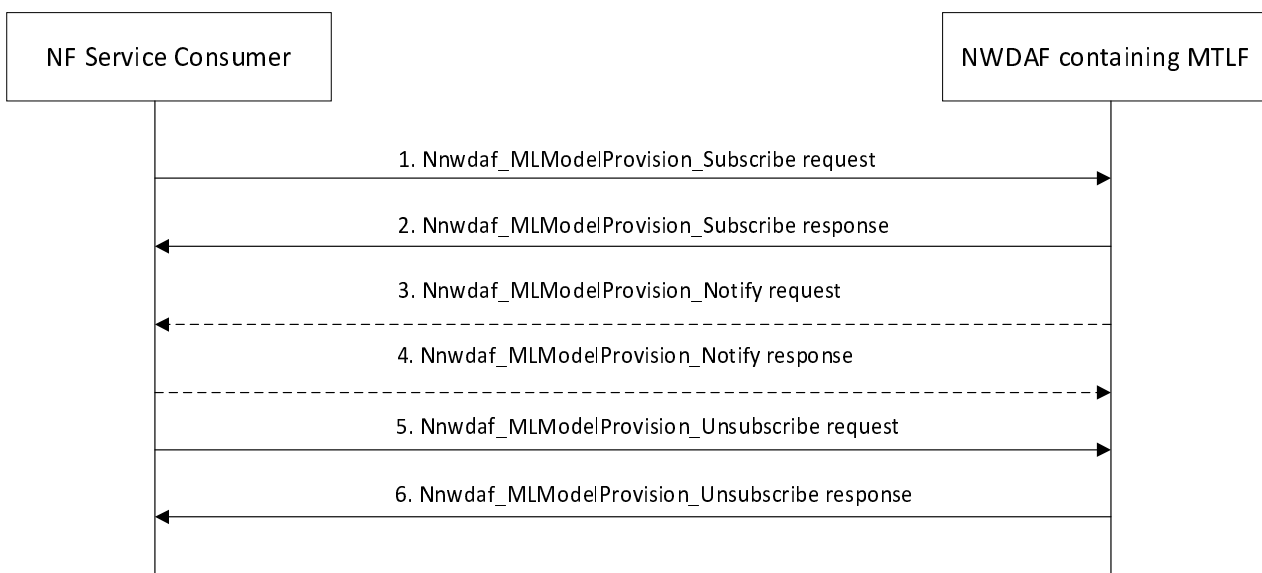 NF Service Consumer
NWDAF containing MTLF
1. Nnwdaf_MLModelProvision_Subscribe request
2. Nnwdaf_MLModelProvision_Subscribe response
3. Nnwdaf_MLModelProvision_Notify request
4. Nnwdaf_MLModelProvision_Notify response
5. Nnwdaf_MLModelProvision_Unsubscribe request
6. Nnwdaf_MLModelProvision_Unsubscribe response